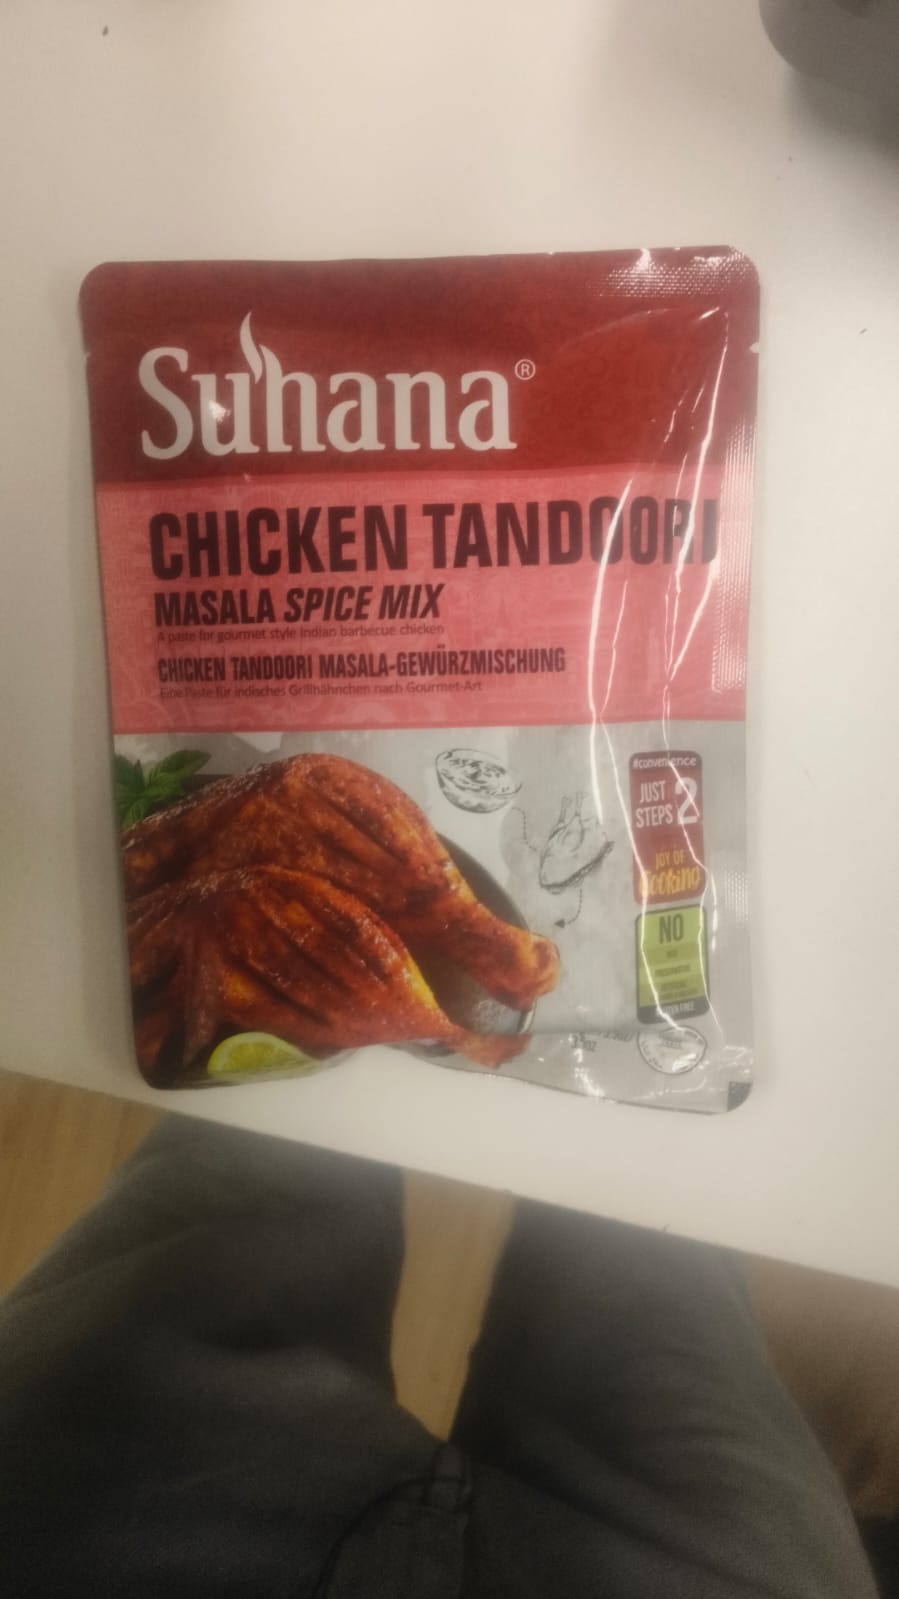 Suhana®
CHICKEN TANDOORI
MASALA SPICE MIX
A paste for gourmet style Indian barbecue chicken
CHICKEN TANDOORI MASALA-GEWÜRZMISCHUNG
Eine Paste für indisches Grillhähnchen nach Gourmet-Art
#convenience
JUST 2
STEPS
JOY OF
Cooking
NO